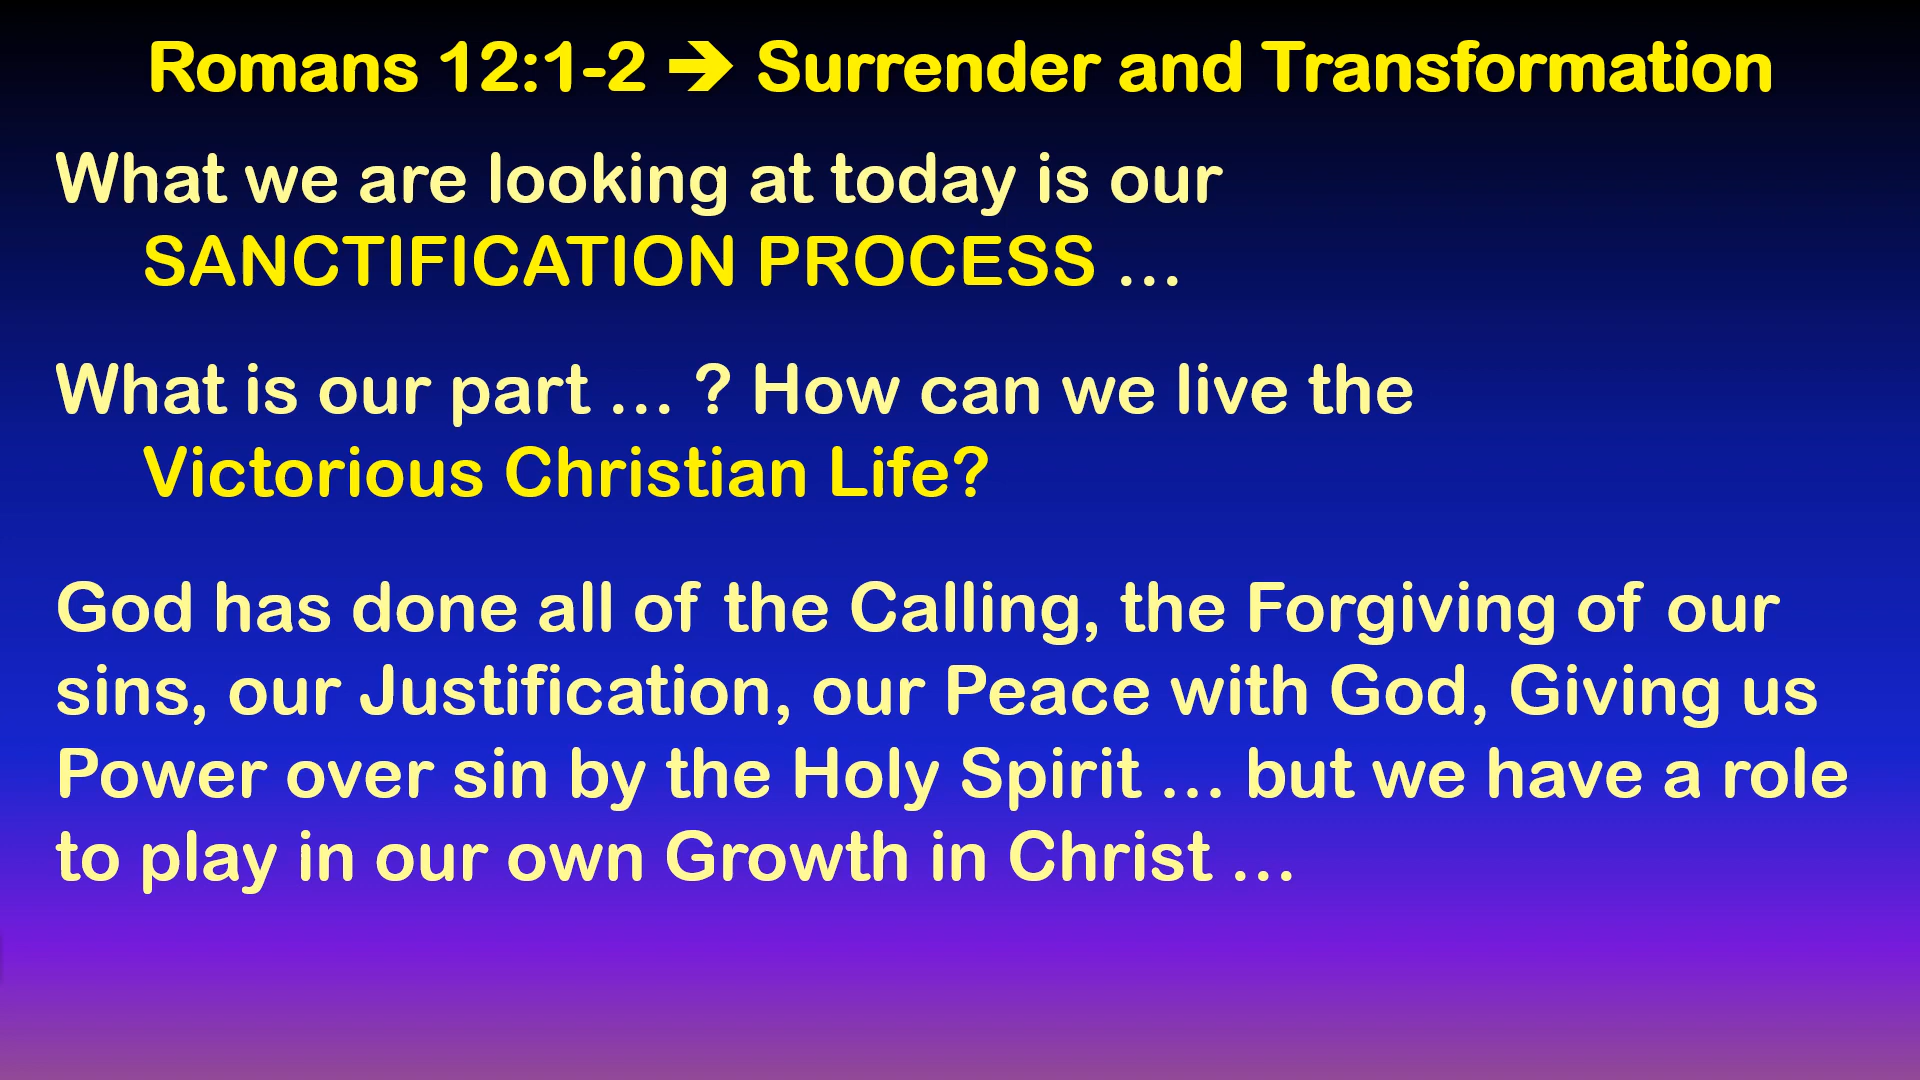 Romans 12:1-2 ➔ Surrender and Transformation
What we are looking at today is our
SANCTIFICATION PROCESS …
What is our part … ? How can we live the
Victorious Christian Life?
God has done all of the Calling, the Forgiving of our
sins, our Justification, our Peace with God, Giving us
Power over sin by the Holy Spirit … but we have a role
to play in our own Growth in Christ …